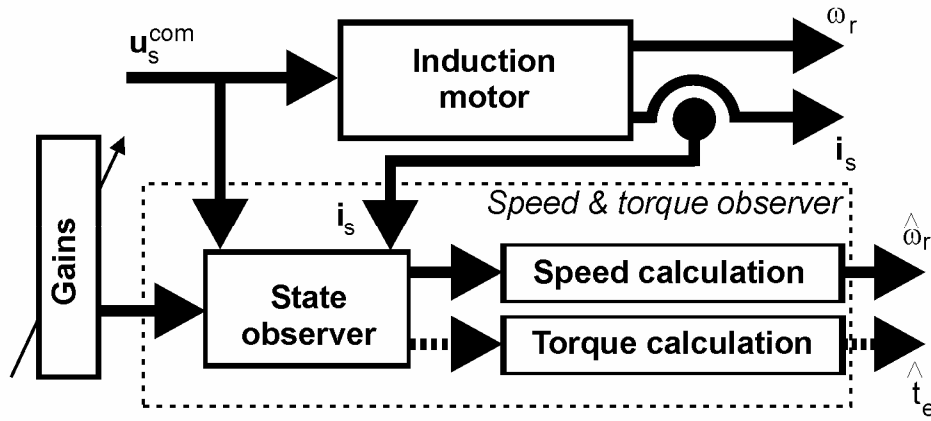 u_s^com
Induction
motor
ω_r
i_s
i_s
Speed & torque observer
Gains
State
observer
Speed calculation
ω̂_r
Torque calculation
t̂_e